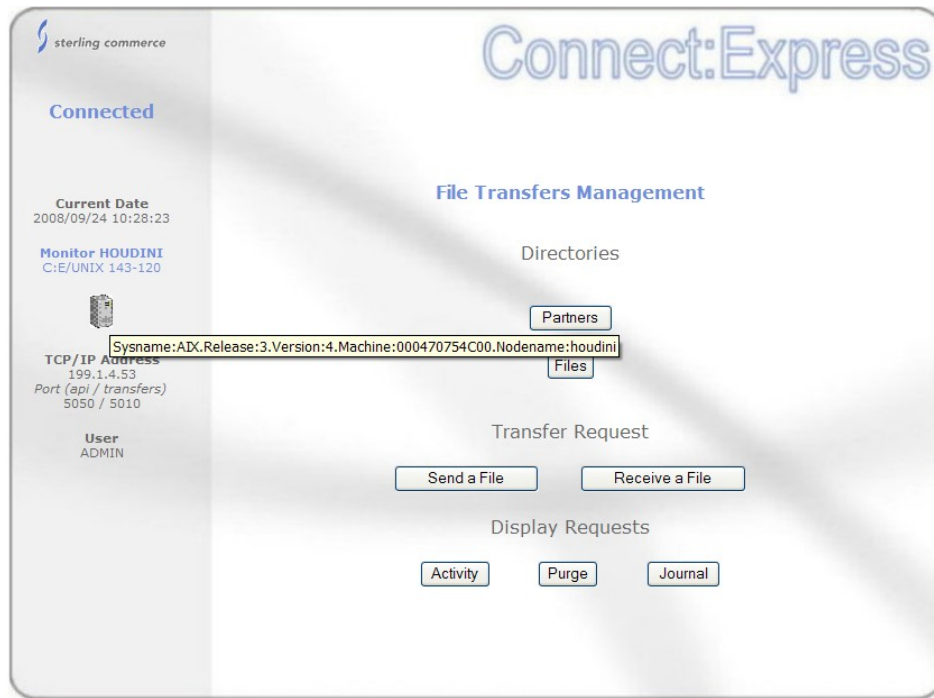 sterling commerce
Connect:Express
Connected
Current Date
2008/09/24 10:28:23
Monitor HOUDINI
C:E/UNIX 143-120
Sysname:AIX.Release:3.Version:4.Machine:000470754C00.Nodename:houdini
TCP/IP Address
199.1.4.53
Port (api / transfers)
5050 / 5010
User
ADMIN
File Transfers Management
Directories
Partners
Files
Transfer Request
Send a File
Receive a File
Display Requests
Activity
Purge
Journal